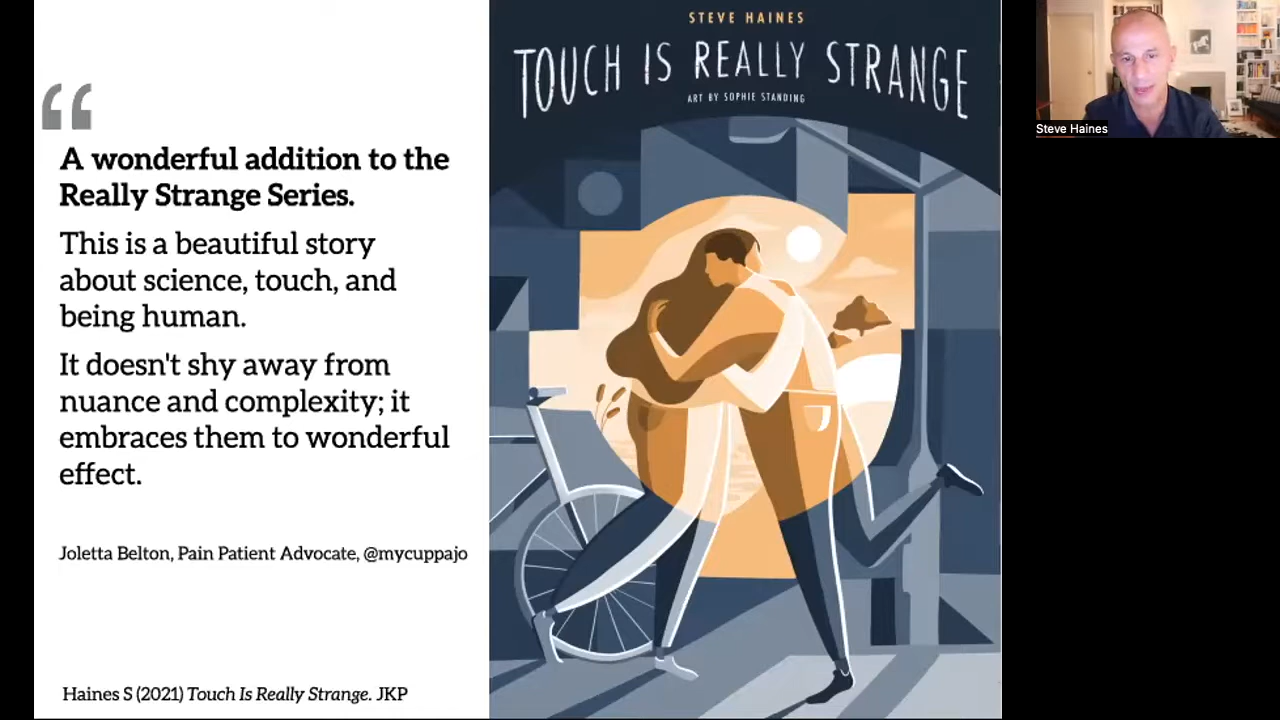 “
A wonderful addition to the
Really Strange Series.
This is a beautiful story
about science, touch, and
being human.
It doesn't shy away from
nuance and complexity; it
embraces them to wonderful
effect.
Joletta Belton, Pain Patient Advocate, @mycuppajo
Haines S (2021) Touch Is Really Strange. JKP
STEVE HAINES
TOUCH IS REALLY STRANGE
ART BY SOPHIE STANDING
Steve Haines